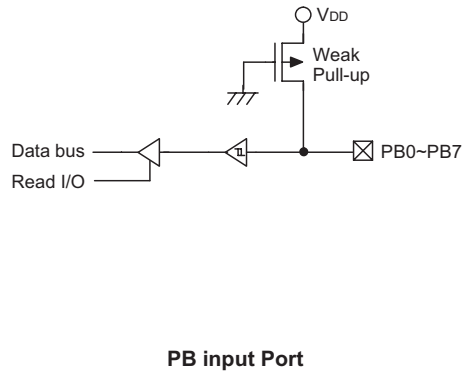 VDD
Weak
Pull-up
Data bus
PB0~PB7
Read I/O
PB input Port